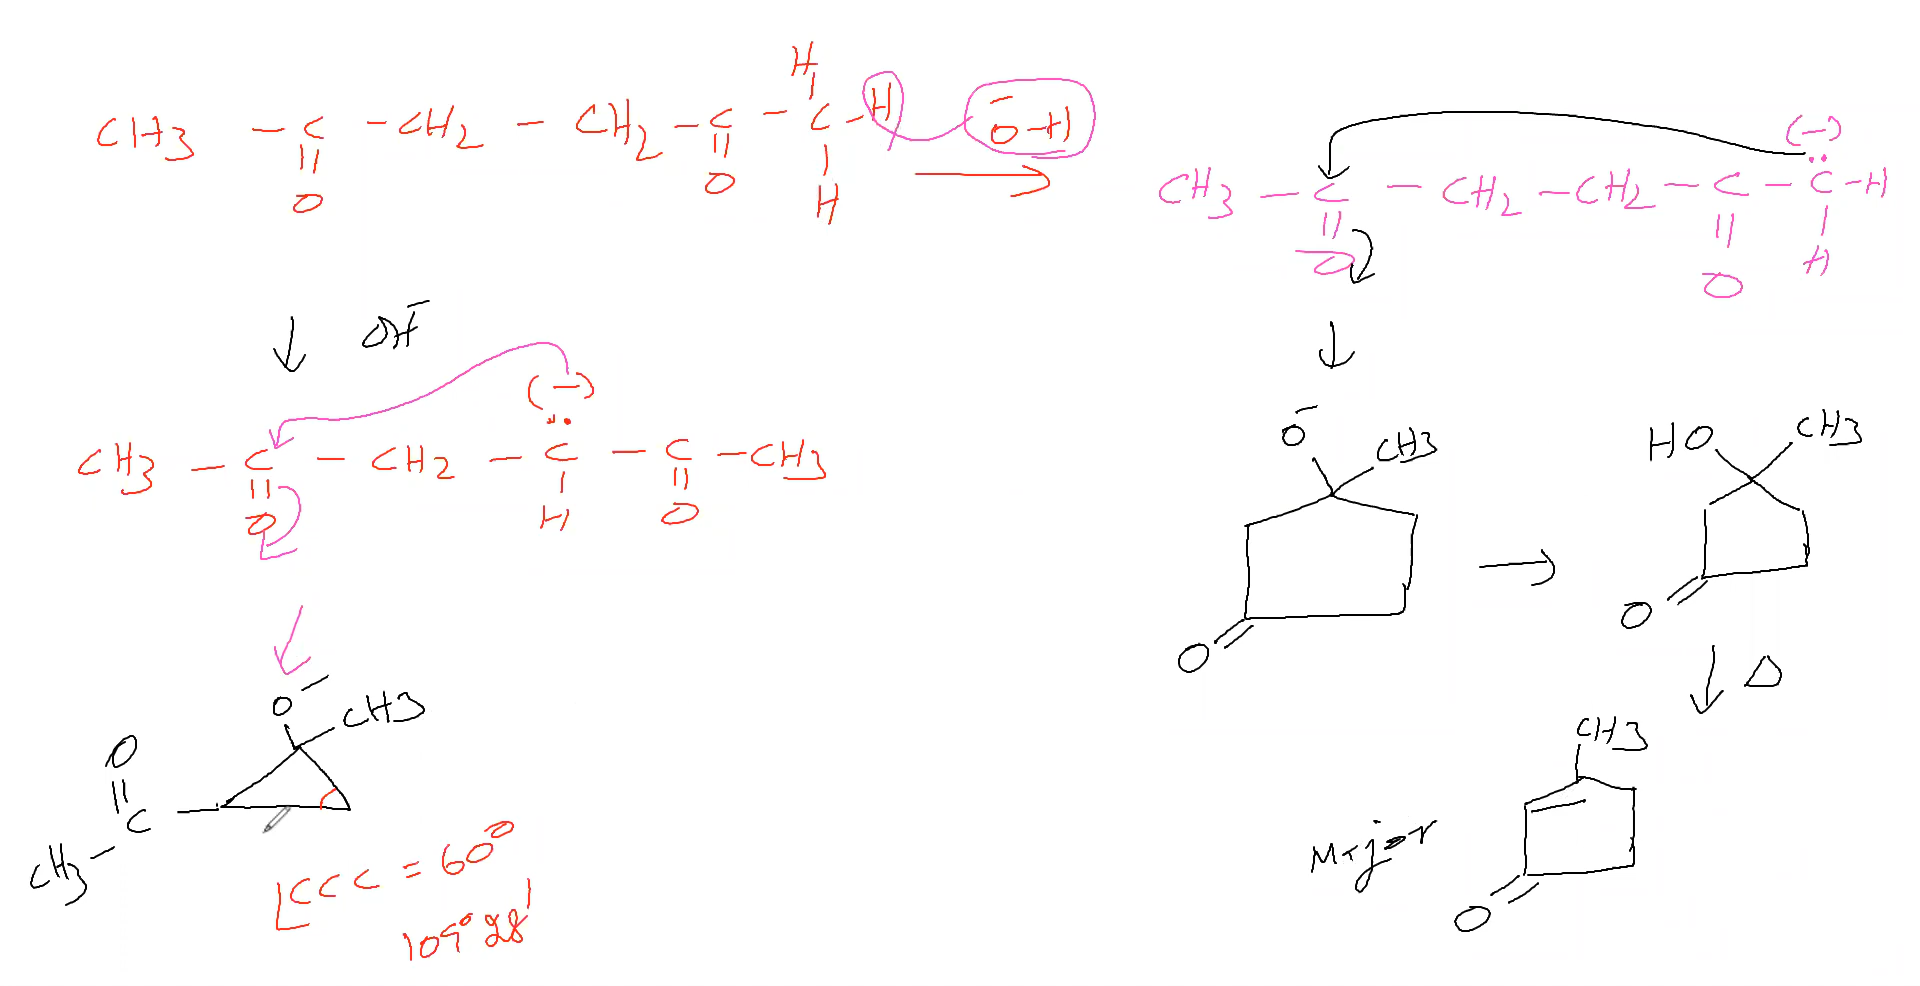 H
CH3 - C - CH2 - CH2 - C - C - H  O⁻-H
|| || |
O O H
(-)
CH3 - C - CH2 - CH2 - C - C - H
|| || |
O O H
OH⁻
(-)
CH3 - C - CH2 - C - C - CH3
|| | ||
O H O
O⁻ CH3
O
HO CH3
O
Δ
O⁻ CH3
O
||
C
CH3
∠CCC = 60°
109° 28'
CH3
Major
O